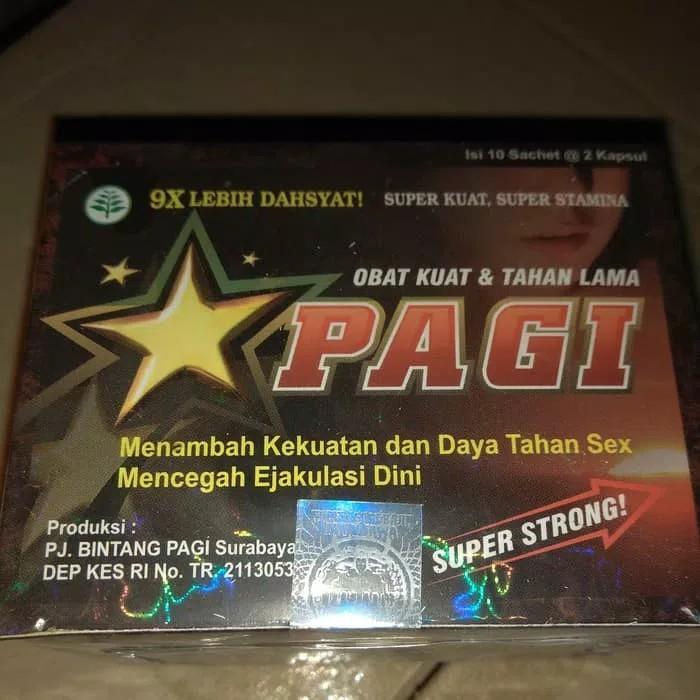 Isi 10 Sachet @ 2 Kapsul
9X LEBIH DAHSYAT! SUPER KUAT, SUPER STAMINA
OBAT KUAT & TAHAN LAMA
PAGI
Menambah Kekuatan dan Daya Tahan Sex
Mencegah Ejakulasi Dini
Produksi :
PJ. BINTANG PAGI Surabaya
DEP KES RI No. TR. 2113053
SUPER STRONG!